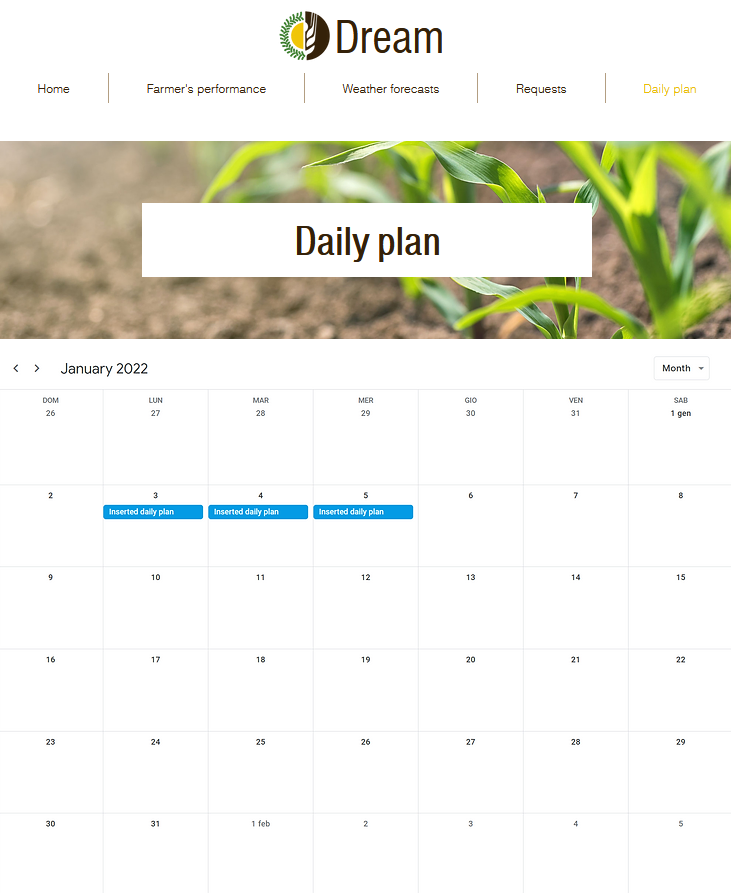 Dream
Home Farmer's performance Weather forecasts Requests Daily plan
Daily plan
January 2022 Month
DOM LUN MAR MER GIO VEN SAB
26 27 28 29 30 31 1 gen
2 3 4 5 6 7 8
Inserted daily plan Inserted daily plan Inserted daily plan
9 10 11 12 13 14 15
16 17 18 19 20 21 22
23 24 25 26 27 28 29
30 31 1 feb 2 3 4 5